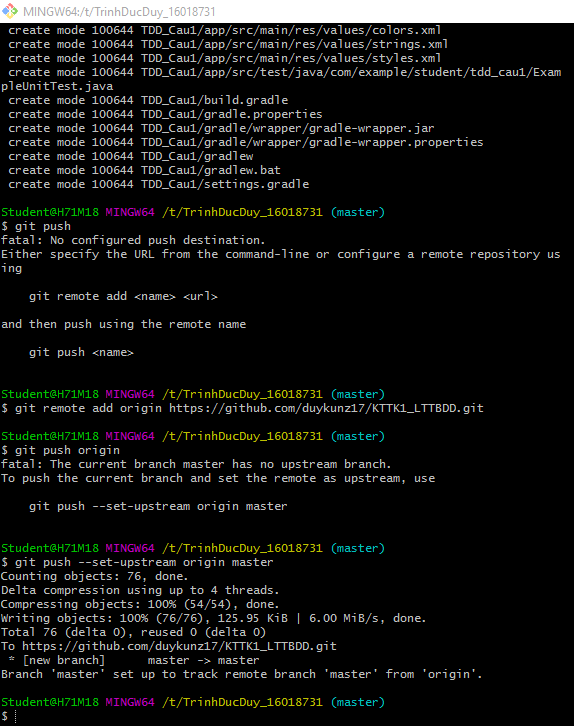 MINGW64:/t/TrinhDucDuy_16018731
create mode 100644 TDD_Cau1/app/src/main/res/values/colors.xml
create mode 100644 TDD_Cau1/app/src/main/res/values/strings.xml
create mode 100644 TDD_Cau1/app/src/main/res/values/styles.xml
create mode 100644 TDD_Cau1/app/src/test/java/com/example/student/tdd_cau1/Exam
pleUnitTest.java
create mode 100644 TDD_Cau1/build.gradle
create mode 100644 TDD_Cau1/gradle.properties
create mode 100644 TDD_Cau1/gradle/wrapper/gradle-wrapper.jar
create mode 100644 TDD_Cau1/gradle/wrapper/gradle-wrapper.properties
create mode 100644 TDD_Cau1/gradlew
create mode 100644 TDD_Cau1/gradlew.bat
create mode 100644 TDD_Cau1/settings.gradle
Student@H71M18 MINGW64 /t/TrinhDucDuy_16018731 (master)
$ git push
fatal: No configured push destination.
Either specify the URL from the command-line or configure a remote repository us
ing
git remote add <name> <url>
and then push using the remote name
git push <name>
Student@H71M18 MINGW64 /t/TrinhDucDuy_16018731 (master)
$ git remote add origin https://github.com/duykunz17/KTTK1_LTTBDD.git
Student@H71M18 MINGW64 /t/TrinhDucDuy_16018731 (master)
$ git push origin
fatal: The current branch master has no upstream branch.
To push the current branch and set the remote as upstream, use
git push --set-upstream origin master
Student@H71M18 MINGW64 /t/TrinhDucDuy_16018731 (master)
$ git push --set-upstream origin master
Counting objects: 76, done.
Delta compression using up to 4 threads.
Compressing objects: 100% (54/54), done.
Writing objects: 100% (76/76), 125.95 KiB | 6.00 MiB/s, done.
Total 76 (delta 0), reused 0 (delta 0)
To https://github.com/duykunz17/KTTK1_LTTBDD.git
* [new branch]      master -> master
Branch 'master' set up to track remote branch 'master' from 'origin'.
Student@H71M18 MINGW64 /t/TrinhDucDuy_16018731 (master)
$